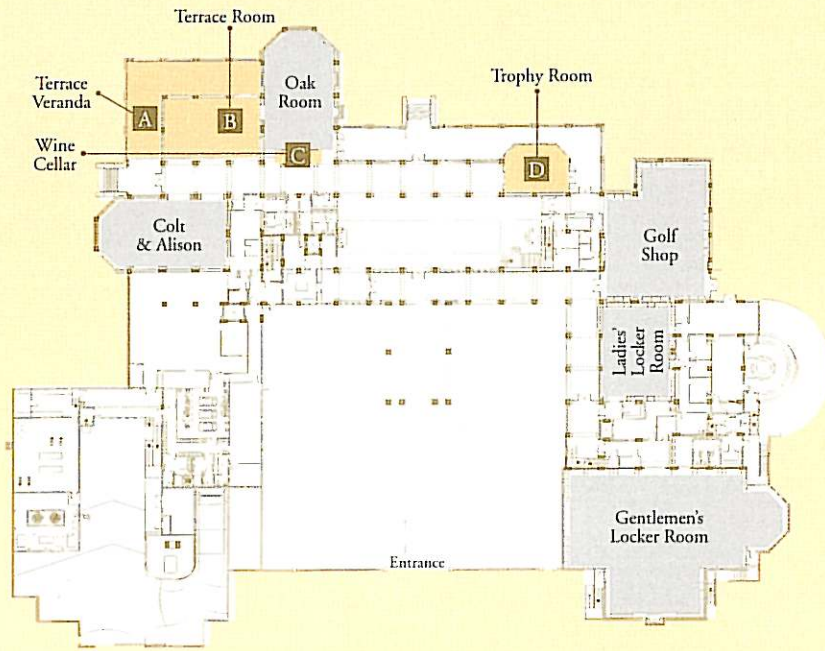 Terrace Room
Terrace
Veranda
A
B
Oak
Room
Trophy Room
Wine
Cellar
C
D
Colt
& Alison
Golf
Shop
Ladies'
Locker
Room
Gentlemen's
Locker Room
Entrance